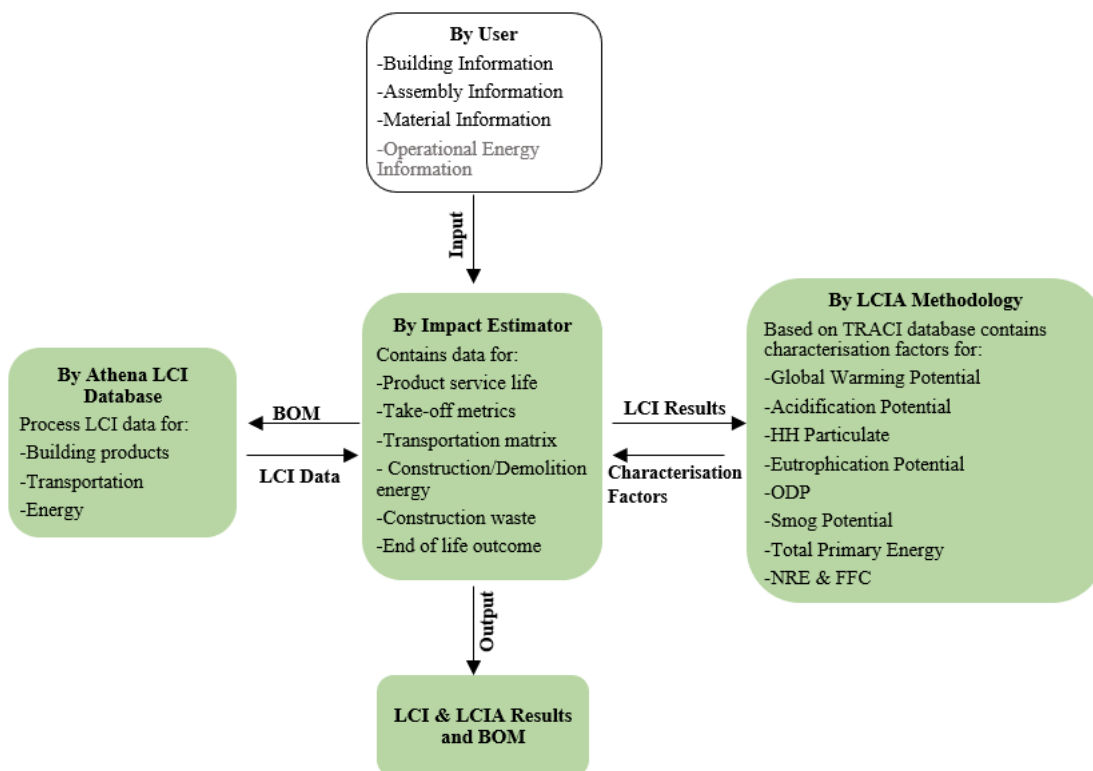 By User
-Building Information
-Assembly Information
-Material Information
-Operational Energy
Information
Input
By Impact Estimator
Contains data for:
-Product service life
-Take-off metrics
-Transportation matrix
- Construction/Demolition
energy
-Construction waste
-End of life outcome
By Athena LCI
Database
Process LCI data for:
-Building products
-Transportation
-Energy
BOM
LCI Data
LCI Results
Characterisation
Factors
By LCIA Methodology
Based on TRACI database contains
characterisation factors for:
-Global Warming Potential
-Acidification Potential
-HH Particulate
-Eutrophication Potential
-ODP
-Smog Potential
-Total Primary Energy
-NRE & FFC
Output
LCI & LCIA Results
and BOM